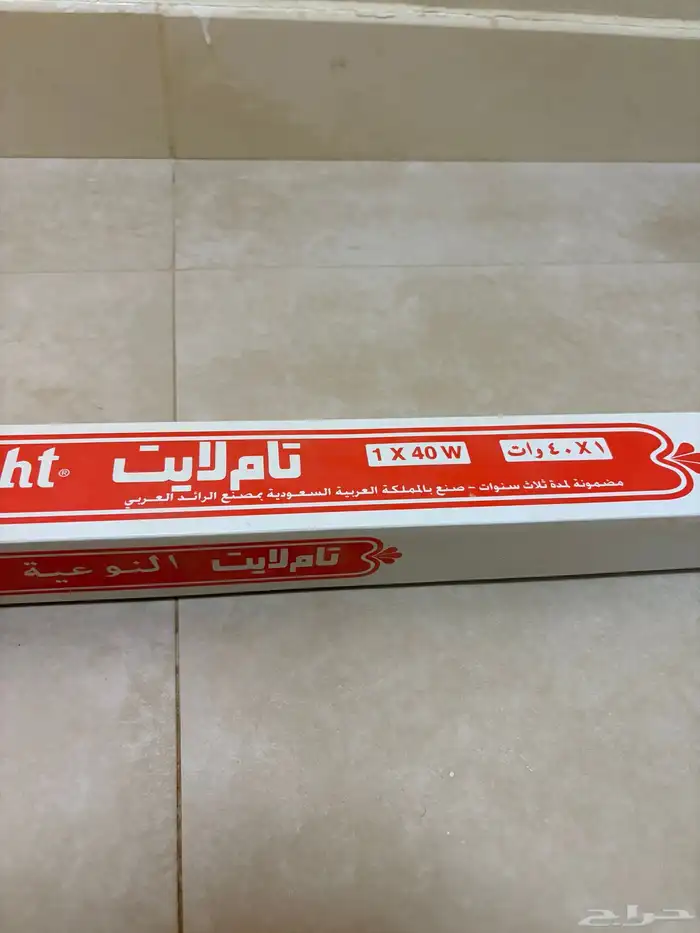 ht® تام لايت 1 X 40 W ١ X ٤٠ وات
مضمونة لمدة ثلاث سنوات - صنع بالمملكة العربية السعودية بمصنع الرائد العربي
تام لايت النوعية
حراج